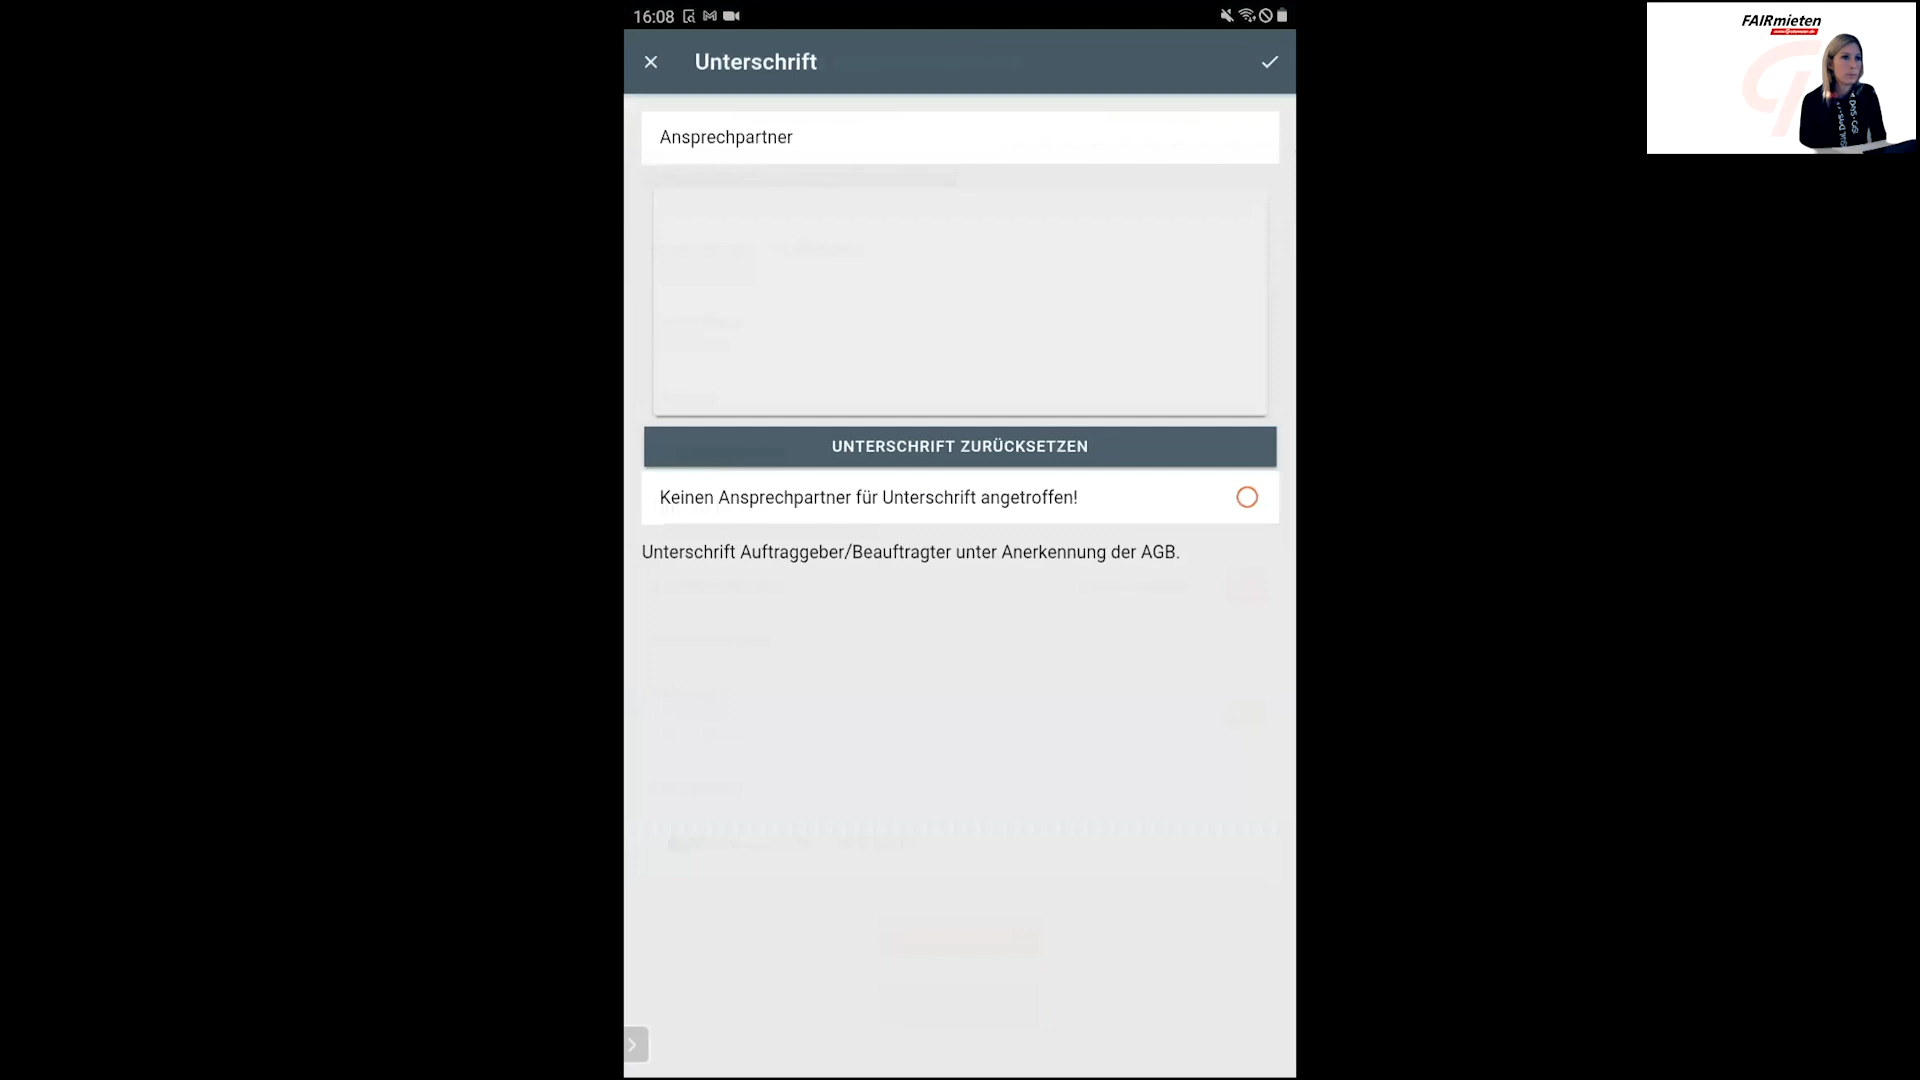 16:08
Unterschrift
Ansprechpartner
UNTERSCHRIFT ZURÜCKSETZEN
Keinen Ansprechpartner für Unterschrift angetroffen!
Unterschrift Auftraggeber/Beauftragter unter Anerkennung der AGB.
FAIRmieten